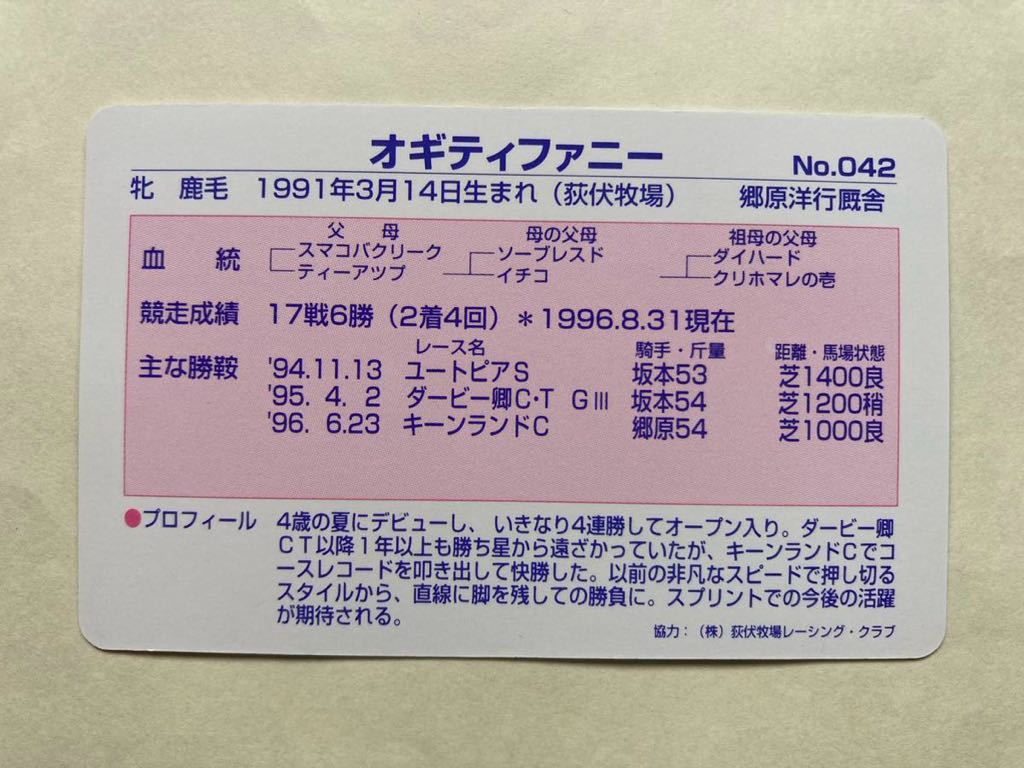 オギティファニー No.042
牝 鹿毛 1991年3月14日生まれ(荻伏牧場) 郷原洋行厩舎
父 母 母の父母 祖母の父母
血 統 スマコバクリーク ソーブレスド ダイハード
ティーアツプ イチコ クリホマレの壱
競走成績 17戦6勝(2着4回)*1996.8.31現在
レース名 騎手・斤量 距離・馬場状態
主な勝鞍 '94.11.13 ユートピアS 坂本53 芝1400良
'95. 4. 2 ダービー卿C・T GⅢ 坂本54 芝1200稍
'96. 6.23 キーンランドC 郷原54 芝1000良
●プロフィール 4歳の夏にデビューし、いきなり4連勝してオープン入り。ダービー卿
CT以降1年以上も勝ち星から遠ざかっていたが、キーンランドCでコ
ースレコードを叩き出して快勝した。以前の非凡なスピードで押し切る
スタイルから、直線に脚を残しての勝負に。スプリントでの今後の活躍
が期待される。
協力:(株)荻伏牧場レーシング・クラブ